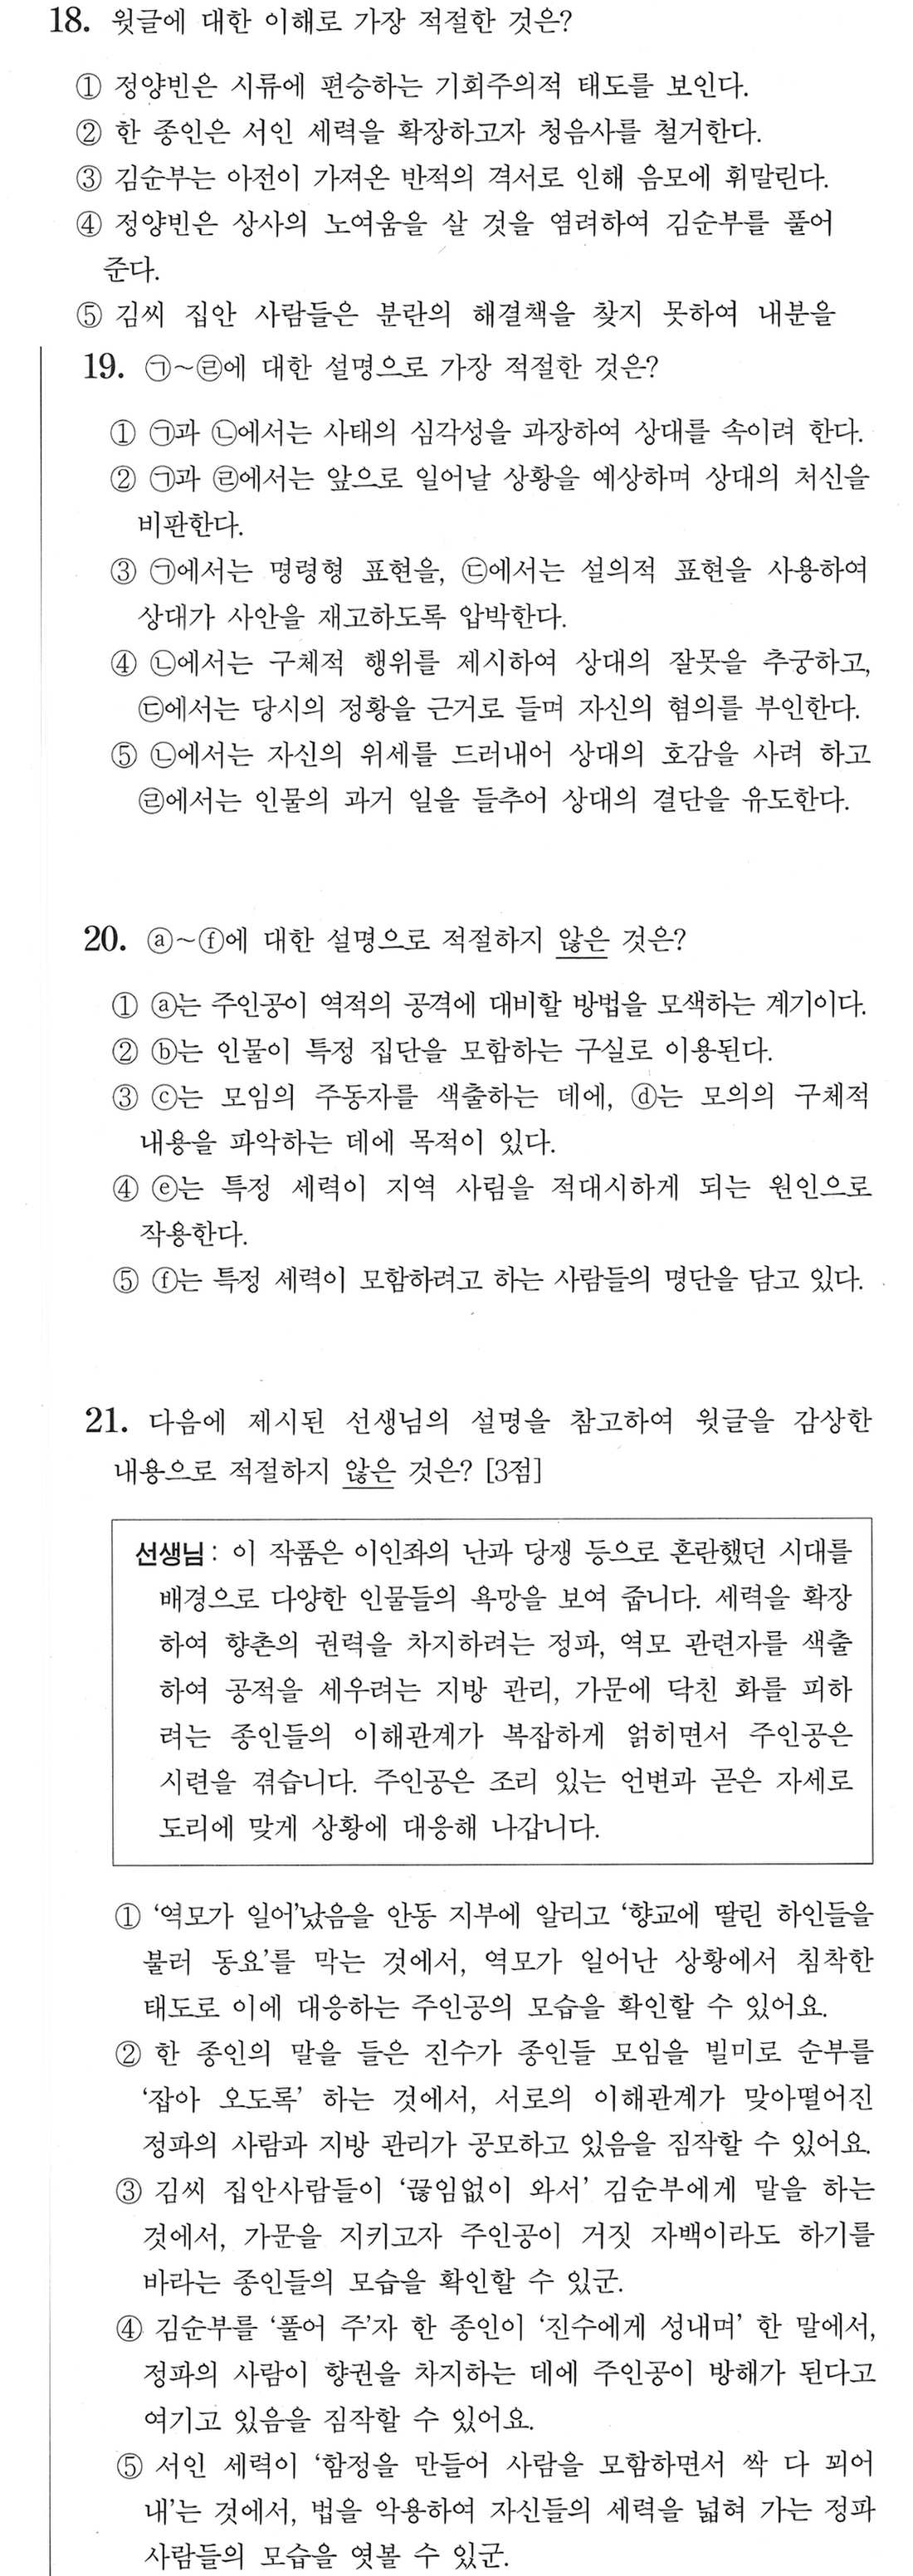 18. 윗글에 대한 이해로 가장 적절한 것은?
① 정양빈은 시류에 편승하는 기회주의적 태도를 보인다.
② 한 종인은 서인 세력을 확장하고자 청음사를 철거한다.
③ 김순부는 아전이 가져온 반적의 격서로 인해 음모에 휘말린다.
④ 정양빈은 상사의 노여움을 살 것을 염려하여 김순부를 풀어
준다.
⑤ 김씨 집안 사람들은 분란의 해결책을 찾지 못하여 내분을
19. ㉠~㉣에 대한 설명으로 가장 적절한 것은?
① ㉠과 ㉡에서는 사태의 심각성을 과장하여 상대를 속이려 한다.
② ㉠과 ㉣에서는 앞으로 일어날 상황을 예상하며 상대의 처신을
비판한다.
③ ㉠에서는 명령형 표현을, ㉢에서는 설의적 표현을 사용하여
상대가 사안을 재고하도록 압박한다.
④ ㉡에서는 구체적 행위를 제시하여 상대의 잘못을 추궁하고,
㉢에서는 당시의 정황을 근거로 들며 자신의 혐의를 부인한다.
⑤ ㉡에서는 자신의 위세를 드러내어 상대의 호감을 사려 하고
㉣에서는 인물의 과거 일을 들추어 상대의 결단을 유도한다.
20. ⓐ~ⓕ에 대한 설명으로 적절하지 않은 것은?
① ⓐ는 주인공이 역적의 공격에 대비할 방법을 모색하는 계기이다.
② ⓑ는 인물이 특정 집단을 모함하는 구실로 이용된다.
③ ⓒ는 모임의 주동자를 색출하는 데에, ⓓ는 모의의 구체적
내용을 파악하는 데에 목적이 있다.
④ ⓔ는 특정 세력이 지역 사림을 적대시하게 되는 원인으로
작용한다.
⑤ ⓕ는 특정 세력이 모함하려고 하는 사람들의 명단을 담고 있다.
21. 다음에 제시된 선생님의 설명을 참고하여 윗글을 감상한
내용으로 적절하지 않은 것은? [3점]
선생님 : 이 작품은 이인좌의 난과 당쟁 등으로 혼란했던 시대를
배경으로 다양한 인물들의 욕망을 보여 줍니다. 세력을 확장
하여 향촌의 권력을 차지하려는 정파, 역모 관련자를 색출
하여 공적을 세우려는 지방 관리, 가문에 닥친 화를 피하
려는 종인들의 이해관계가 복잡하게 얽히면서 주인공은
시련을 겪습니다. 주인공은 조리 있는 언변과 곧은 자세로
도리에 맞게 상황에 대응해 나갑니다.
① ‘역모가 일어’났음을 안동 지부에 알리고 ‘향교에 딸린 하인들을
불러 동요’를 막는 것에서, 역모가 일어난 상황에서 침착한
태도로 이에 대응하는 주인공의 모습을 확인할 수 있어요.
② 한 종인의 말을 들은 진수가 종인들 모임을 빌미로 순부를
‘잡아 오도록’ 하는 것에서, 서로의 이해관계가 맞아떨어진
정파의 사람과 지방 관리가 공모하고 있음을 짐작할 수 있어요.
③ 김씨 집안사람들이 ‘끊임없이 와서’ 김순부에게 말을 하는
것에서, 가문을 지키고자 주인공이 거짓 자백이라도 하기를
바라는 종인들의 모습을 확인할 수 있군.
④ 김순부를 ‘풀어 주’자 한 종인이 ‘진수에게 성내며’ 한 말에서,
정파의 사람이 향권을 차지하는 데에 주인공이 방해가 된다고
여기고 있음을 짐작할 수 있어요.
⑤ 서인 세력이 ‘함정을 만들어 사람을 모함하면서 싹 다 꾀어
내’는 것에서, 법을 악용하여 자신들의 세력을 넓혀 가는 정파
사람들의 모습을 엿볼 수 있군.